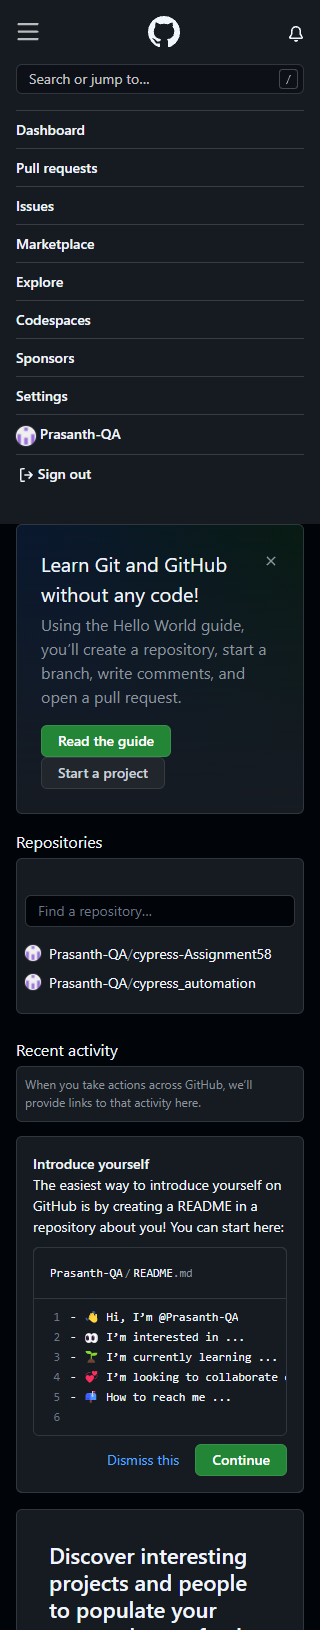 Search or jump to...
/
Dashboard
Pull requests
Issues
Marketplace
Explore
Codespaces
Sponsors
Settings
Prasanth-QA
Sign out
Learn Git and GitHub
without any code!
Using the Hello World guide,
you’ll create a repository, start a
branch, write comments, and
open a pull request.
Read the guide
Start a project
Repositories
Find a repository...
Prasanth-QA/cypress-Assignment58
Prasanth-QA/cypress_automation
Recent activity
When you take actions across GitHub, we’ll
provide links to that activity here.
Introduce yourself
The easiest way to introduce yourself on
GitHub is by creating a README in a
repository about you! You can start here:
Prasanth-QA/README.md
1 - 👋 Hi, I’m @Prasanth-QA
2 - 👀 I’m interested in ...
3 - 🌱 I’m currently learning ...
4 - 💞️ I’m looking to collaborate
5 - 📫 How to reach me ...
6
Dismiss this
Continue
Discover interesting
projects and people
to populate your